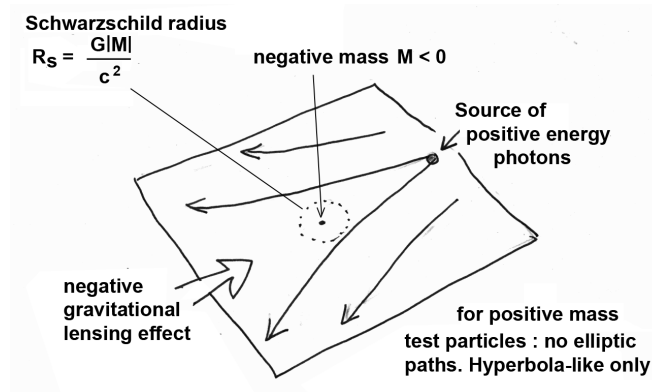 Schwarzschild radius
Rs = G|M| / c²
negative mass M < 0
Source of
positive energy
photons
negative
gravitational
lensing effect
for positive mass
test particles : no elliptic
paths. Hyperbola-like only